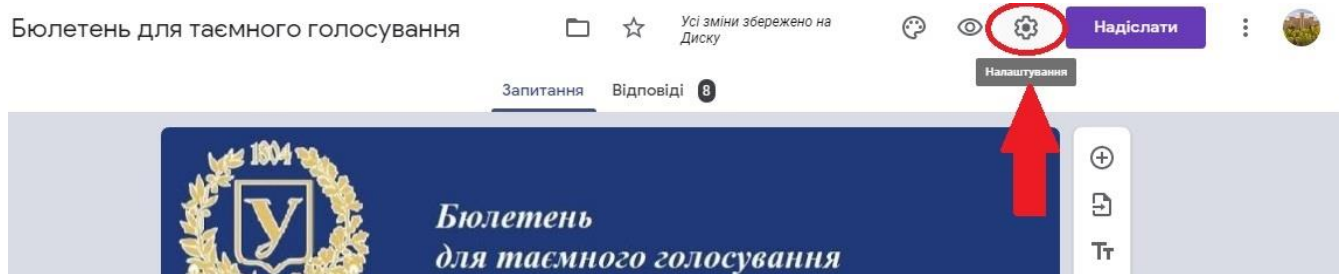 Бюлетень для таємного голосування
Усі зміни збережено на
Диску
Надіслати
Налаштування
Запитання Відповіді 8
1804
У
Бюлетень
для таємного голосування
Тт